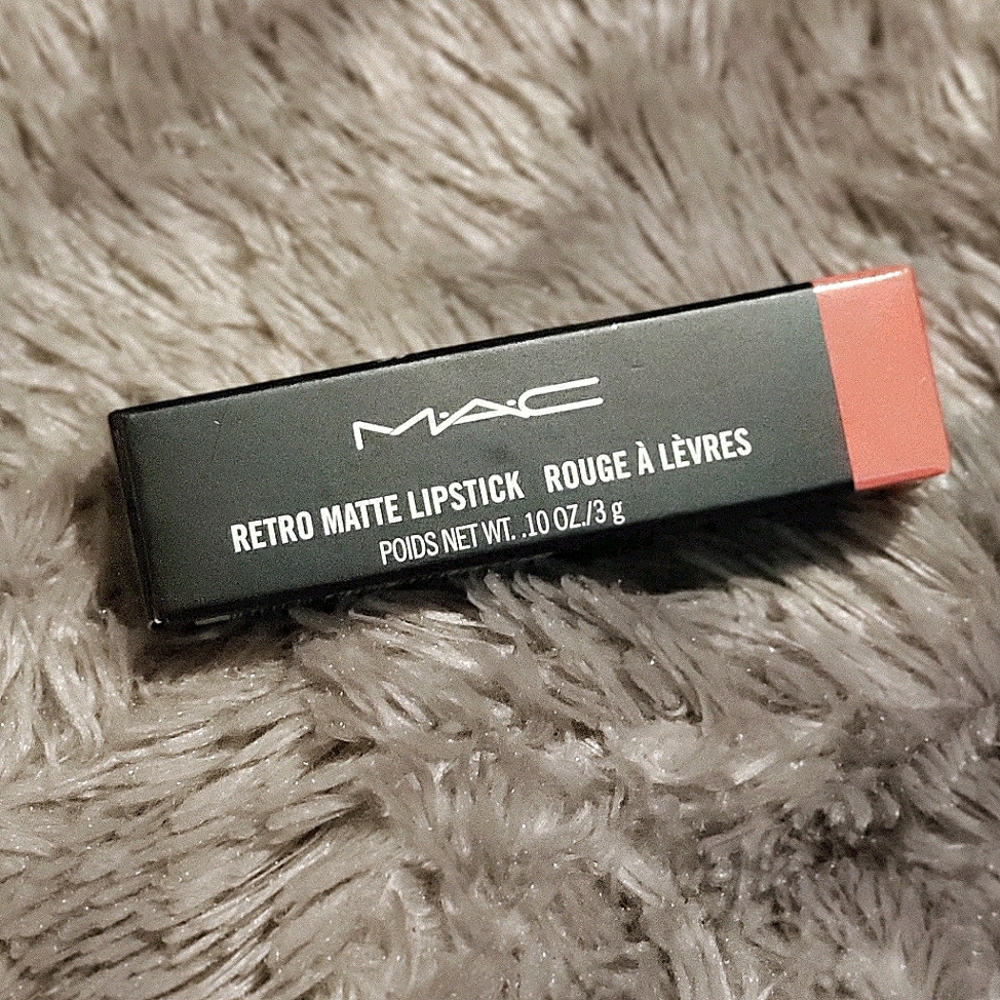 M·A·C
RETRO MATTE LIPSTICK ROUGE À LÈVRES
POIDS NET WT. .10 OZ./3 g